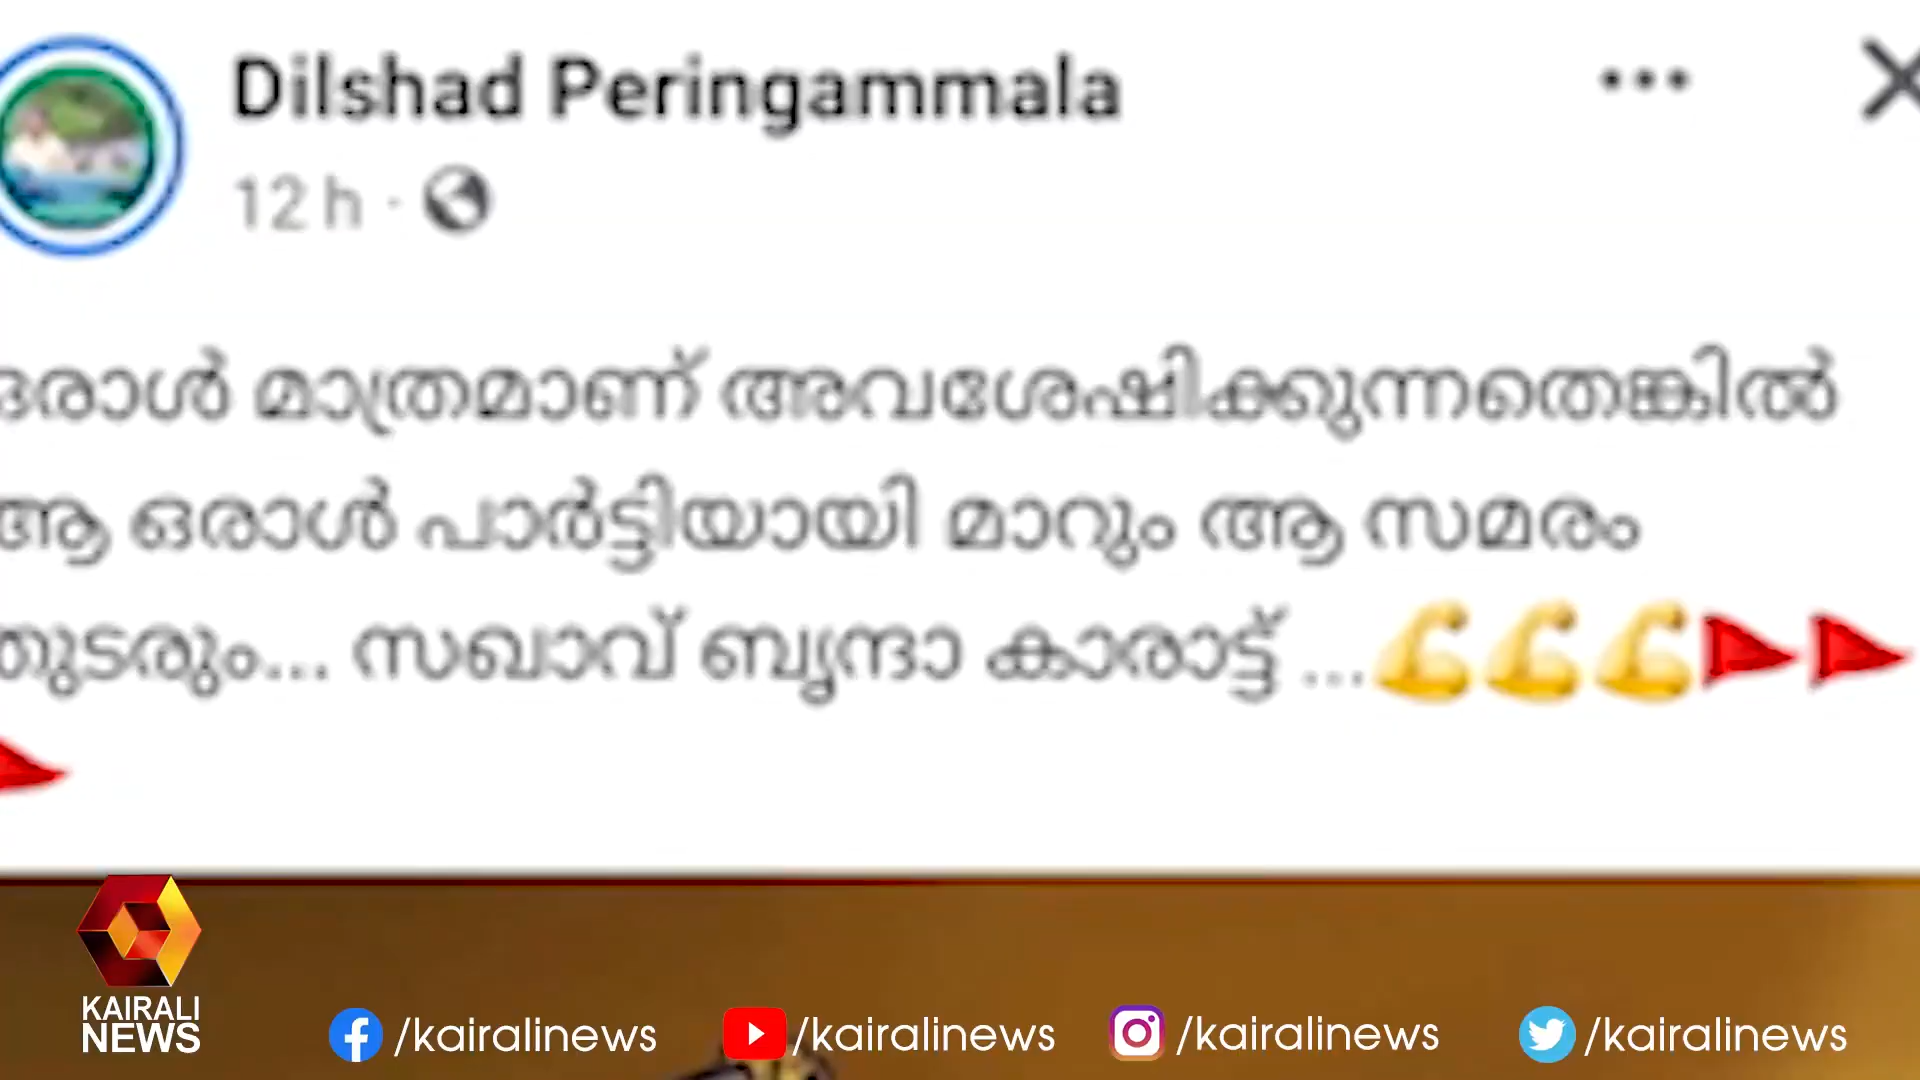 Dilshad Peringammala
12 h ·
ഒരാൾ മാത്രമാണ് അവശേഷിക്കുന്നതെങ്കിൽ
ആ ഒരാൾ പാർട്ടിയായി മാറും ആ സമരം
തുടരും... സഖാവ് ബൃന്ദാ കാരാട്ട് ...💪💪💪🚩🚩
🚩
KAIRALI
NEWS
/kairalinews /kairalinews /kairalinews /kairalinews